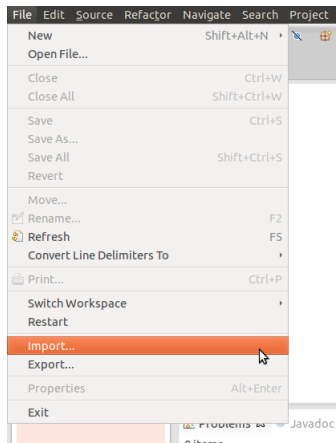 File Edit Source Refactor Navigate Search Project
New Shift+Alt+N
Open File...
Close Ctrl+W
Close All Shift+Ctrl+W
Save Ctrl+S
Save As...
Save All Shift+Ctrl+S
Revert
Move...
Rename... F2
Refresh F5
Convert Line Delimiters To
Print... Ctrl+P
Switch Workspace
Restart
Import...
Export...
Properties Alt+Enter
Exit
Problems Javadoc
0 items